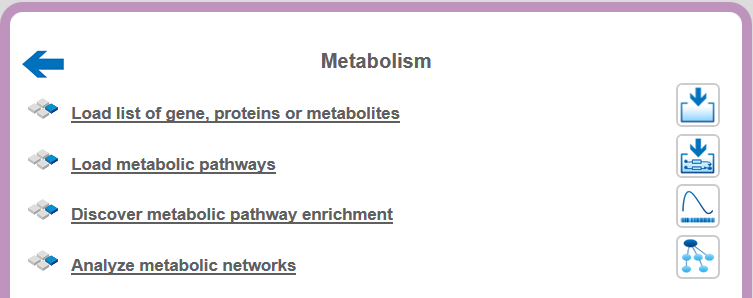 Metabolism
Load list of gene, proteins or metabolites
Load metabolic pathways
Discover metabolic pathway enrichment
Analyze metabolic networks